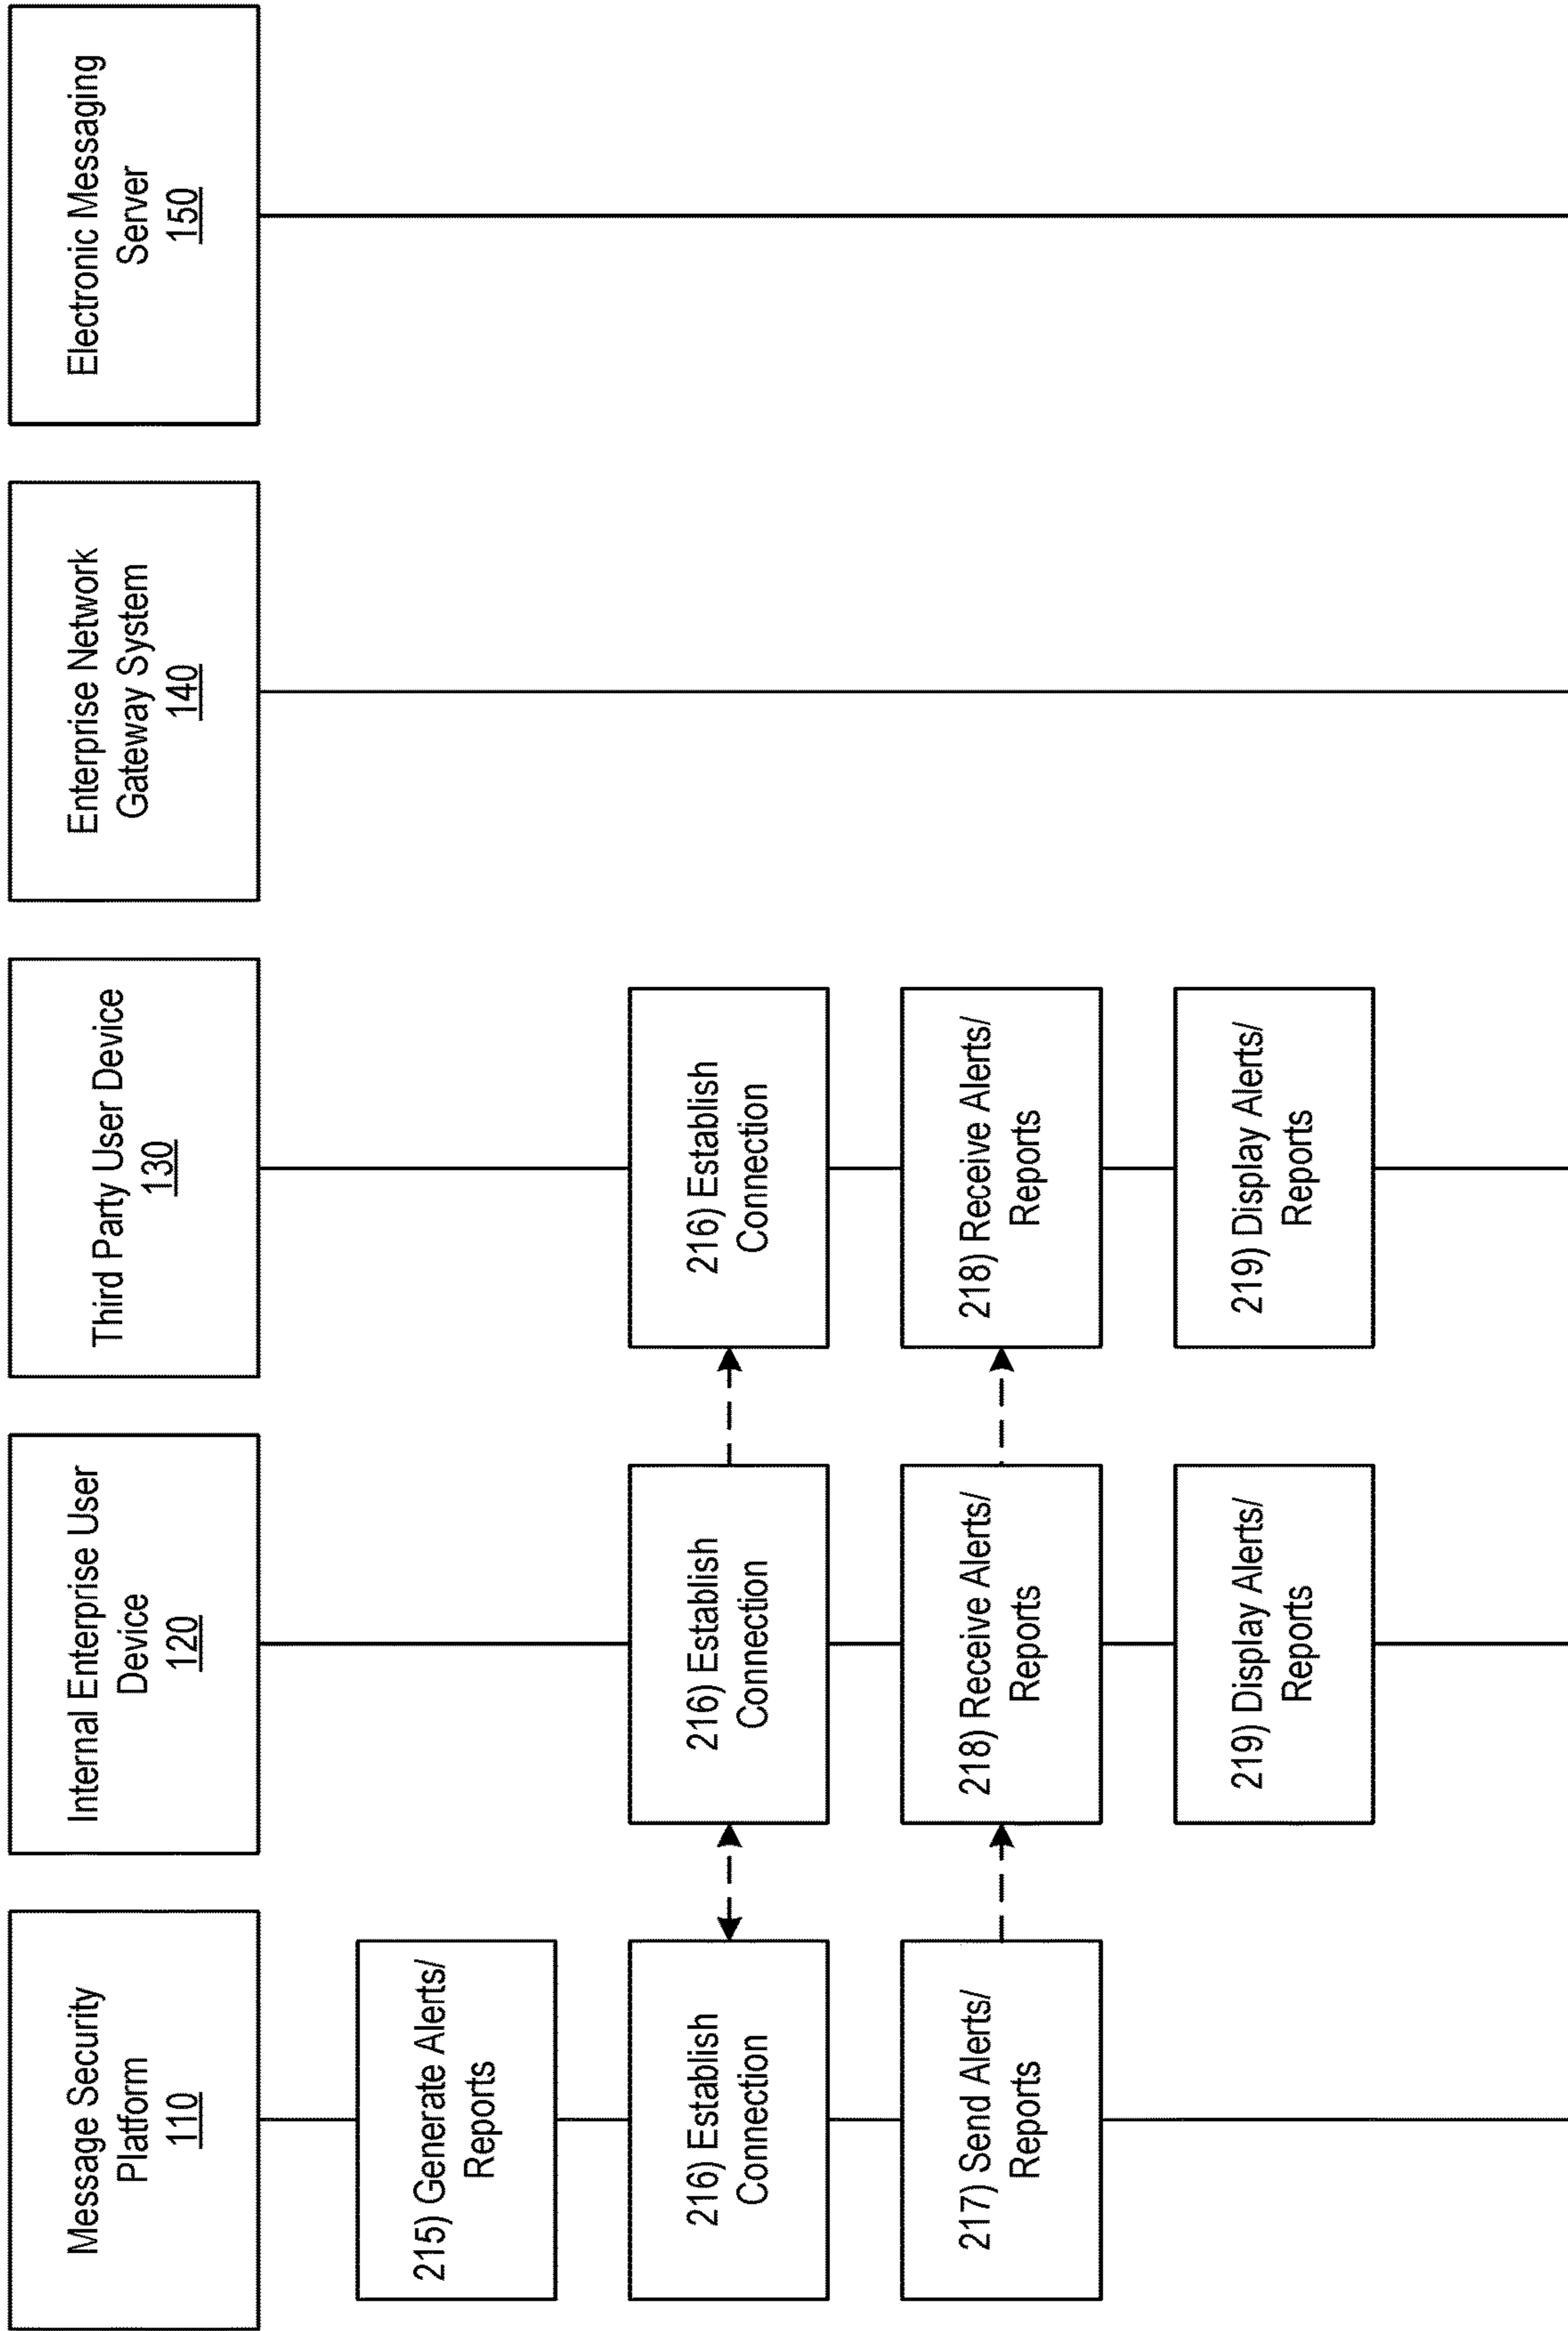 Message Security
Platform
110
Internal Enterprise User
Device
120
Third Party User Device
130
Enterprise Network
Gateway System
140
Electronic Messaging
Server
150
215) Generate Alerts/
Reports
216) Establish
Connection
216) Establish
Connection
216) Establish
Connection
217) Send Alerts/
Reports
218) Receive Alerts/
Reports
218) Receive Alerts/
Reports
219) Display Alerts/
Reports
219) Display Alerts/
Reports